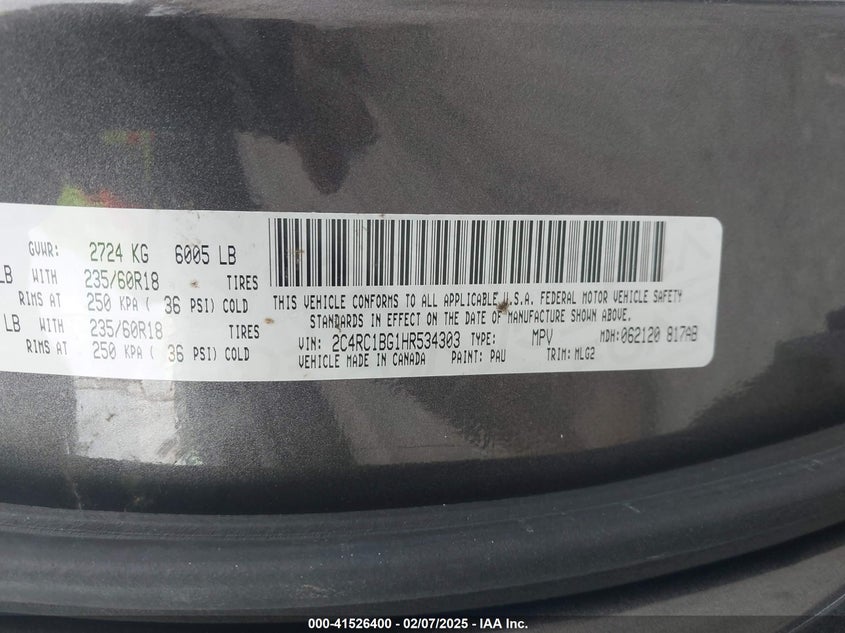 GVWR: 2724 KG 6005 LB
LB WITH 235/60R18 TIRES
RIMS AT 250 KPA ( 36 PSI) COLD
LB WITH 235/60R18 TIRES
RIMS AT 250 KPA ( 36 PSI) COLD
THIS VEHICLE CONFORMS TO ALL APPLICABLE U.S.A. FEDERAL MOTOR VEHICLE SAFETY
STANDARDS IN EFFECT ON THE DATE OF MANUFACTURE SHOWN ABOVE.
VIN: 2C4RC1BG1HR534303 TYPE: MPV MDH:062120 817AB
VEHICLE MADE IN CANADA PAINT: PAU TRIM: MLG2
000-41526400 - 02/07/2025 - IAA Inc.